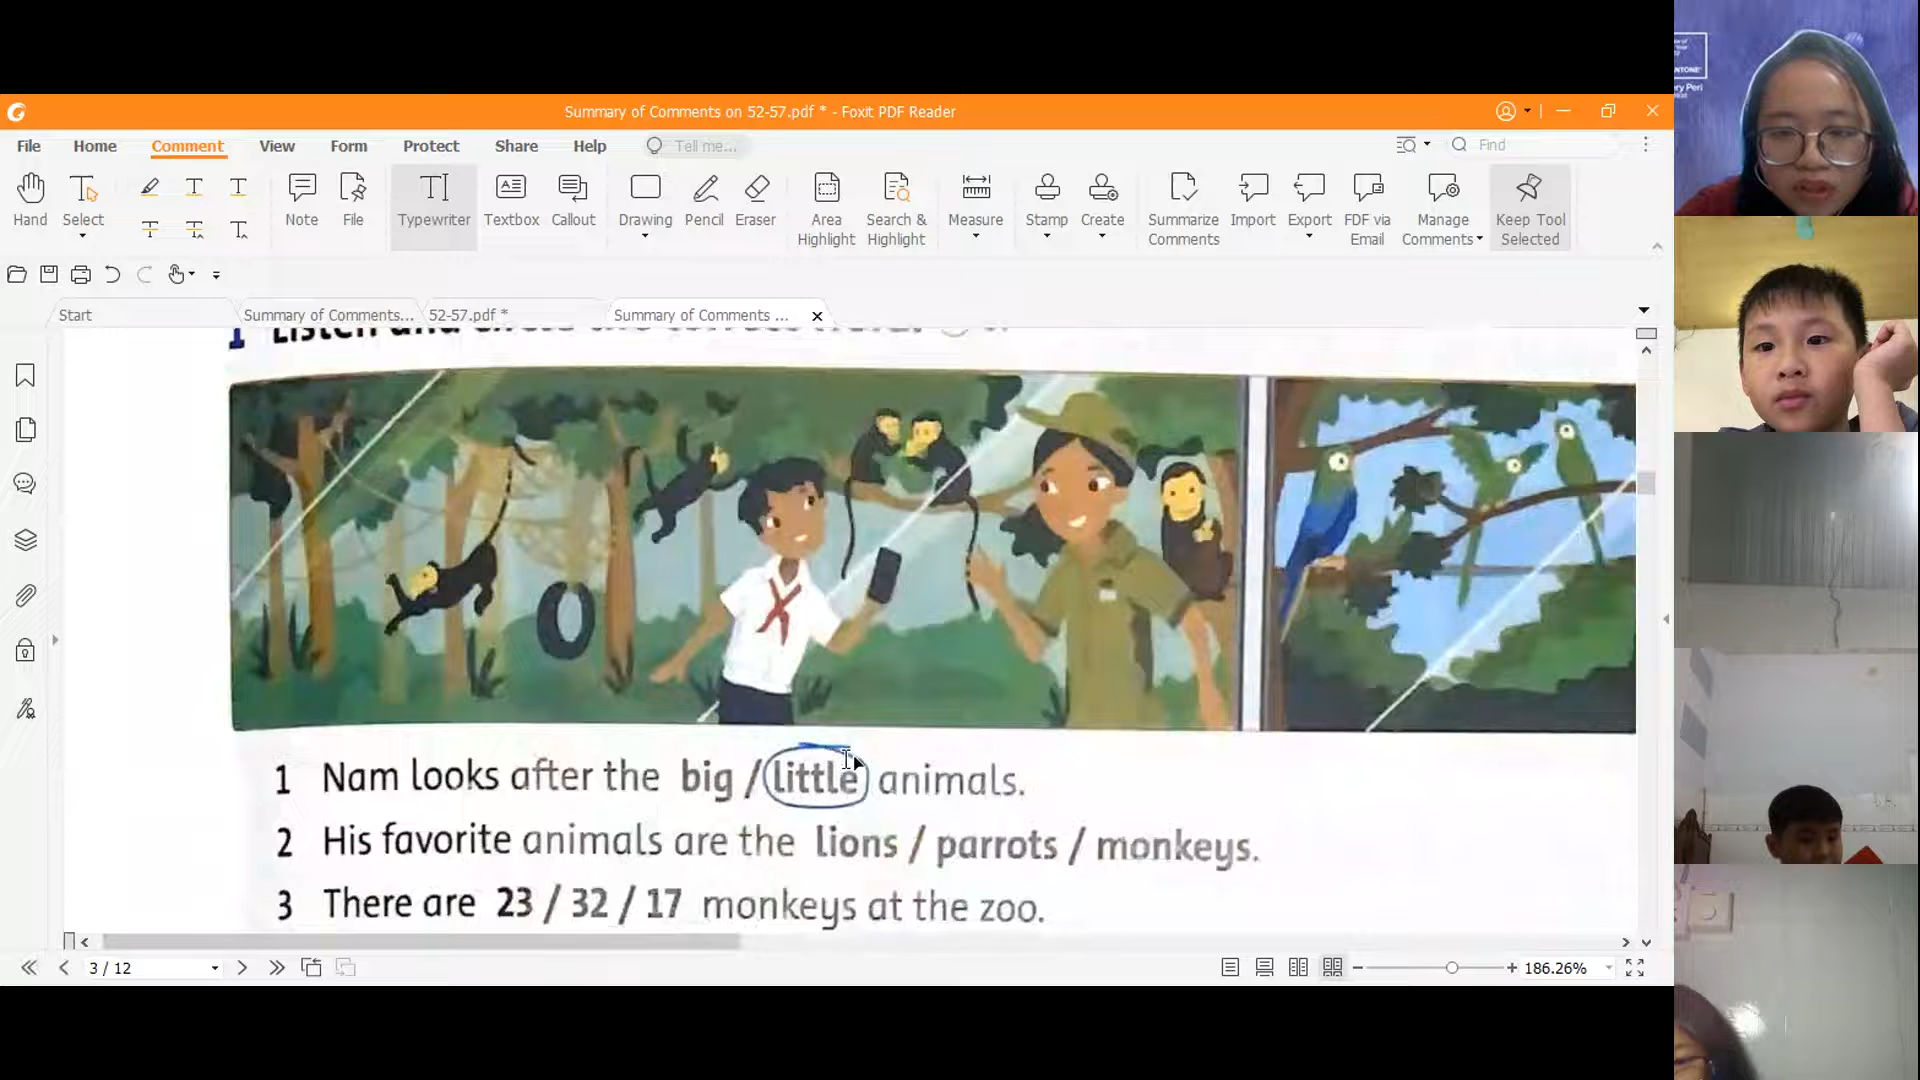 Summary of Comments on 52-57.pdf * - Foxit PDF Reader
File Home Comment View Form Protect Share Help Tell me... Find
Hand Select Note File Typewriter Textbox Callout Drawing Pencil Eraser Area Highlight Search & Highlight Measure Stamp Create Summarize Comments Import Export FDF via Email Manage Comments Keep Tool Selected
Start Summary of Comments... 52-57.pdf * Summary of Comments ...
1 Nam looks after the big / little animals.
2 His favorite animals are the lions / parrots / monkeys.
3 There are 23 / 32 / 17 monkeys at the zoo.
3 / 12 186.26%